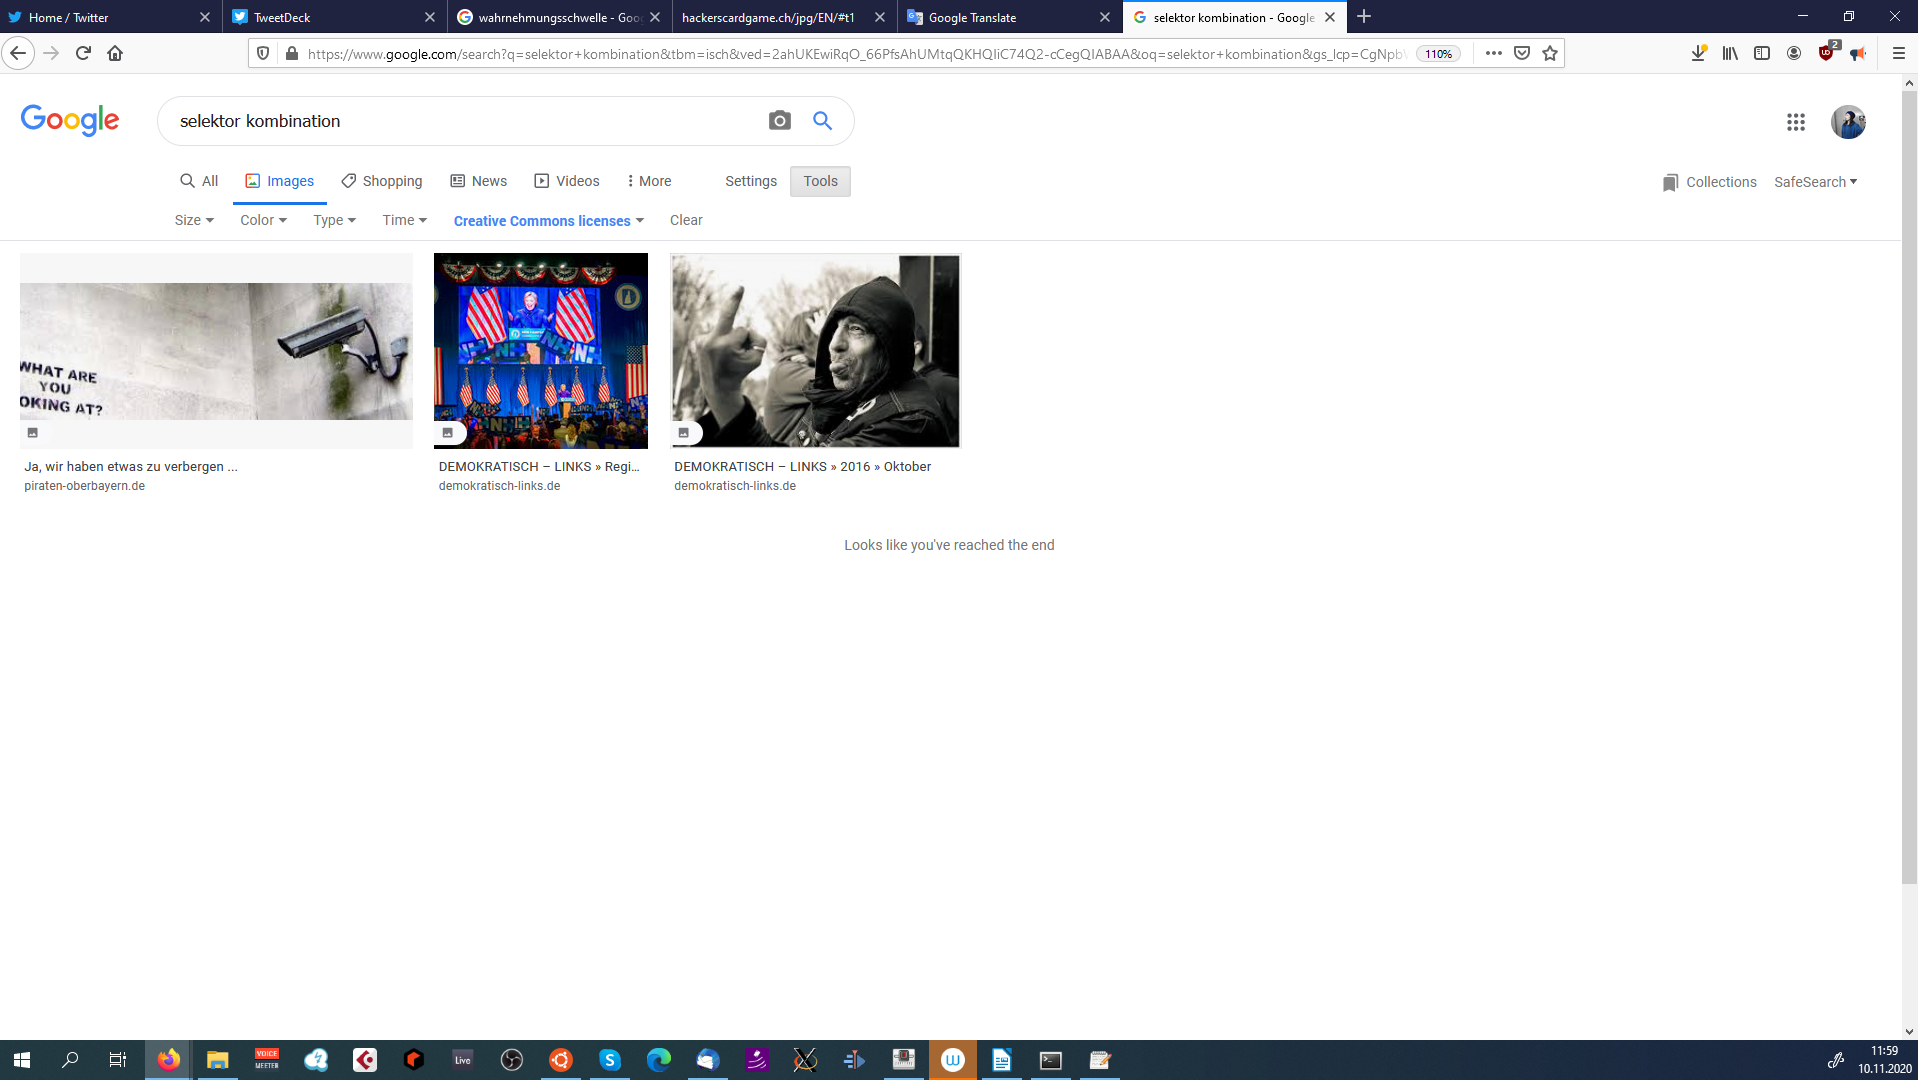 Home / Twitter
TweetDeck
wahrnehmungsschwelle - Goo
hackerscardgame.ch/jpg/EN/#t1
Google Translate
selektor kombination - Google
https://www.google.com/search?q=selektor+kombination&tbm=isch&ved=2ahUKEwiRqO_66PfsAhUMtqQKHQIiC74Q2-cCegQIABAA&oq=selektor+kombination&gs_lcp=CgNpb
110%
2
Google
selektor kombination
All
Images
Shopping
News
Videos
More
Settings
Tools
Collections
SafeSearch
Size
Color
Type
Time
Creative Commons licenses
Clear
WHAT ARE
YOU
OKING AT?
Ja, wir haben etwas zu verbergen ...
piraten-oberbayern.de
DEMOKRATISCH – LINKS » Regi...
demokratisch-links.de
DEMOKRATISCH – LINKS » 2016 » Oktober
demokratisch-links.de
Looks like you've reached the end
VOICE
MEETER
Live
11:59
10.11.2020